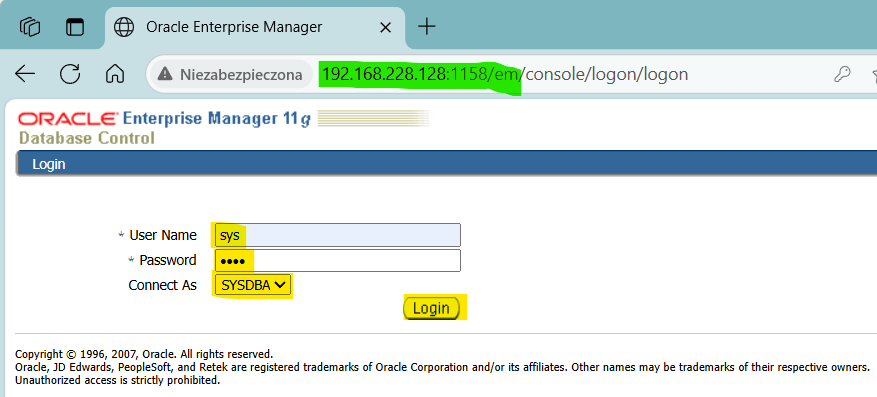 Oracle Enterprise Manager
Niezabezpieczona 192.168.228.128:1158/em/console/logon/logon
ORACLE Enterprise Manager 11g
Database Control
Login
* User Name sys
* Password ••••
Connect As SYSDBA
Login
Copyright © 1996, 2007, Oracle. All rights reserved.
Oracle, JD Edwards, PeopleSoft, and Retek are registered trademarks of Oracle Corporation and/or its affiliates. Other names may be trademarks of their respective owners.
Unauthorized access is strictly prohibited.